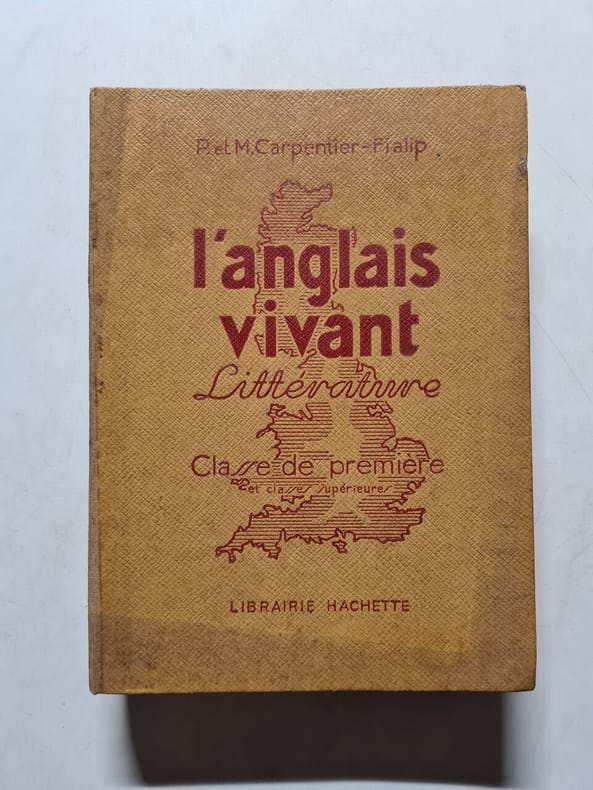 P. et M. Carpentier-Fialip
l'anglais
vivant
Littérature
Classe de première
et classes supérieures
LIBRAIRIE HACHETTE